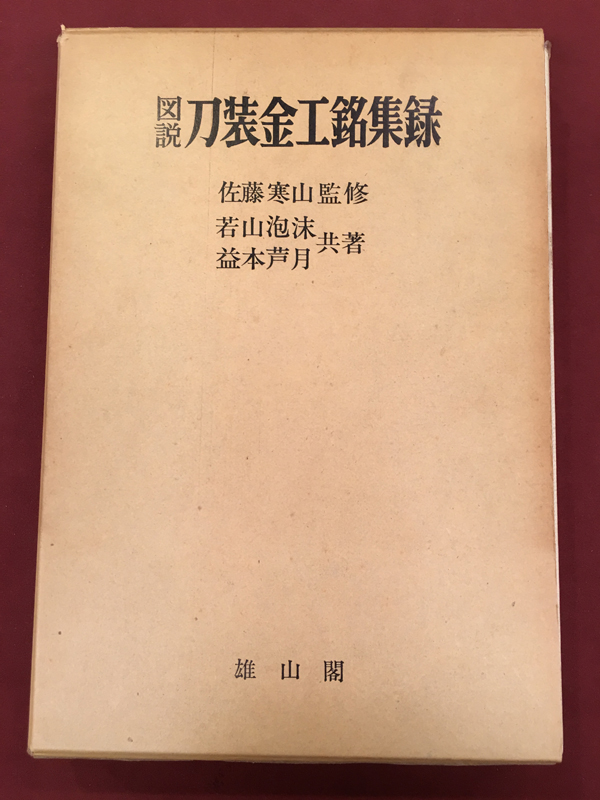 図説 刀装金工銘集録
佐藤寒山監修
若山泡沫
益本芦月
共著
雄山閣